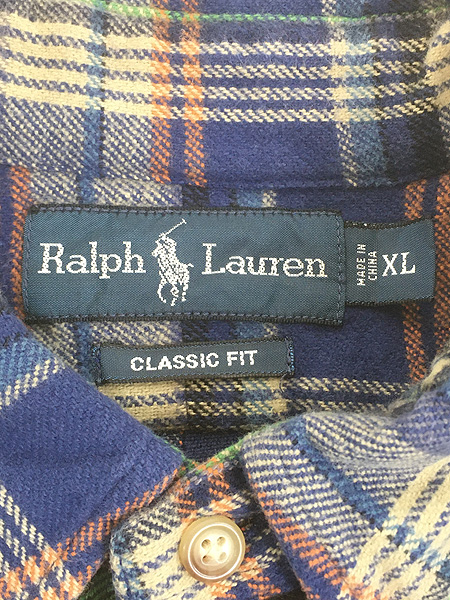 Ralph Lauren
MADE IN
CHINA
XL
CLASSIC FIT